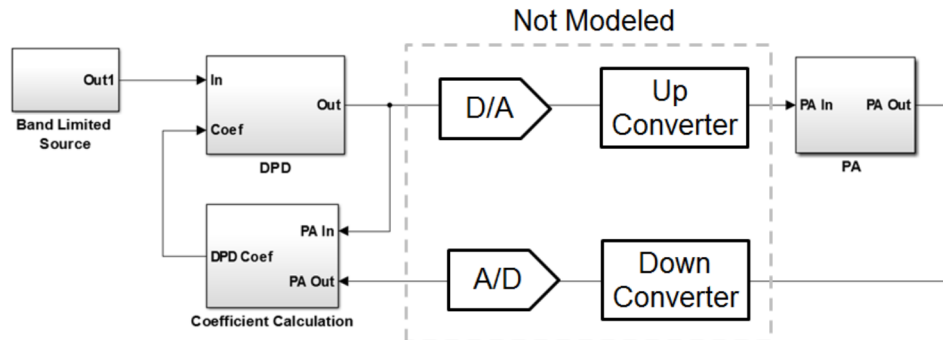 Not Modeled
Out1
Band Limited
Source
In
Coef
Out
DPD
D/A
Up
Converter
PA In
PA Out
PA
PA In
DPD Coef
PA Out
Coefficient Calculation
A/D
Down
Converter